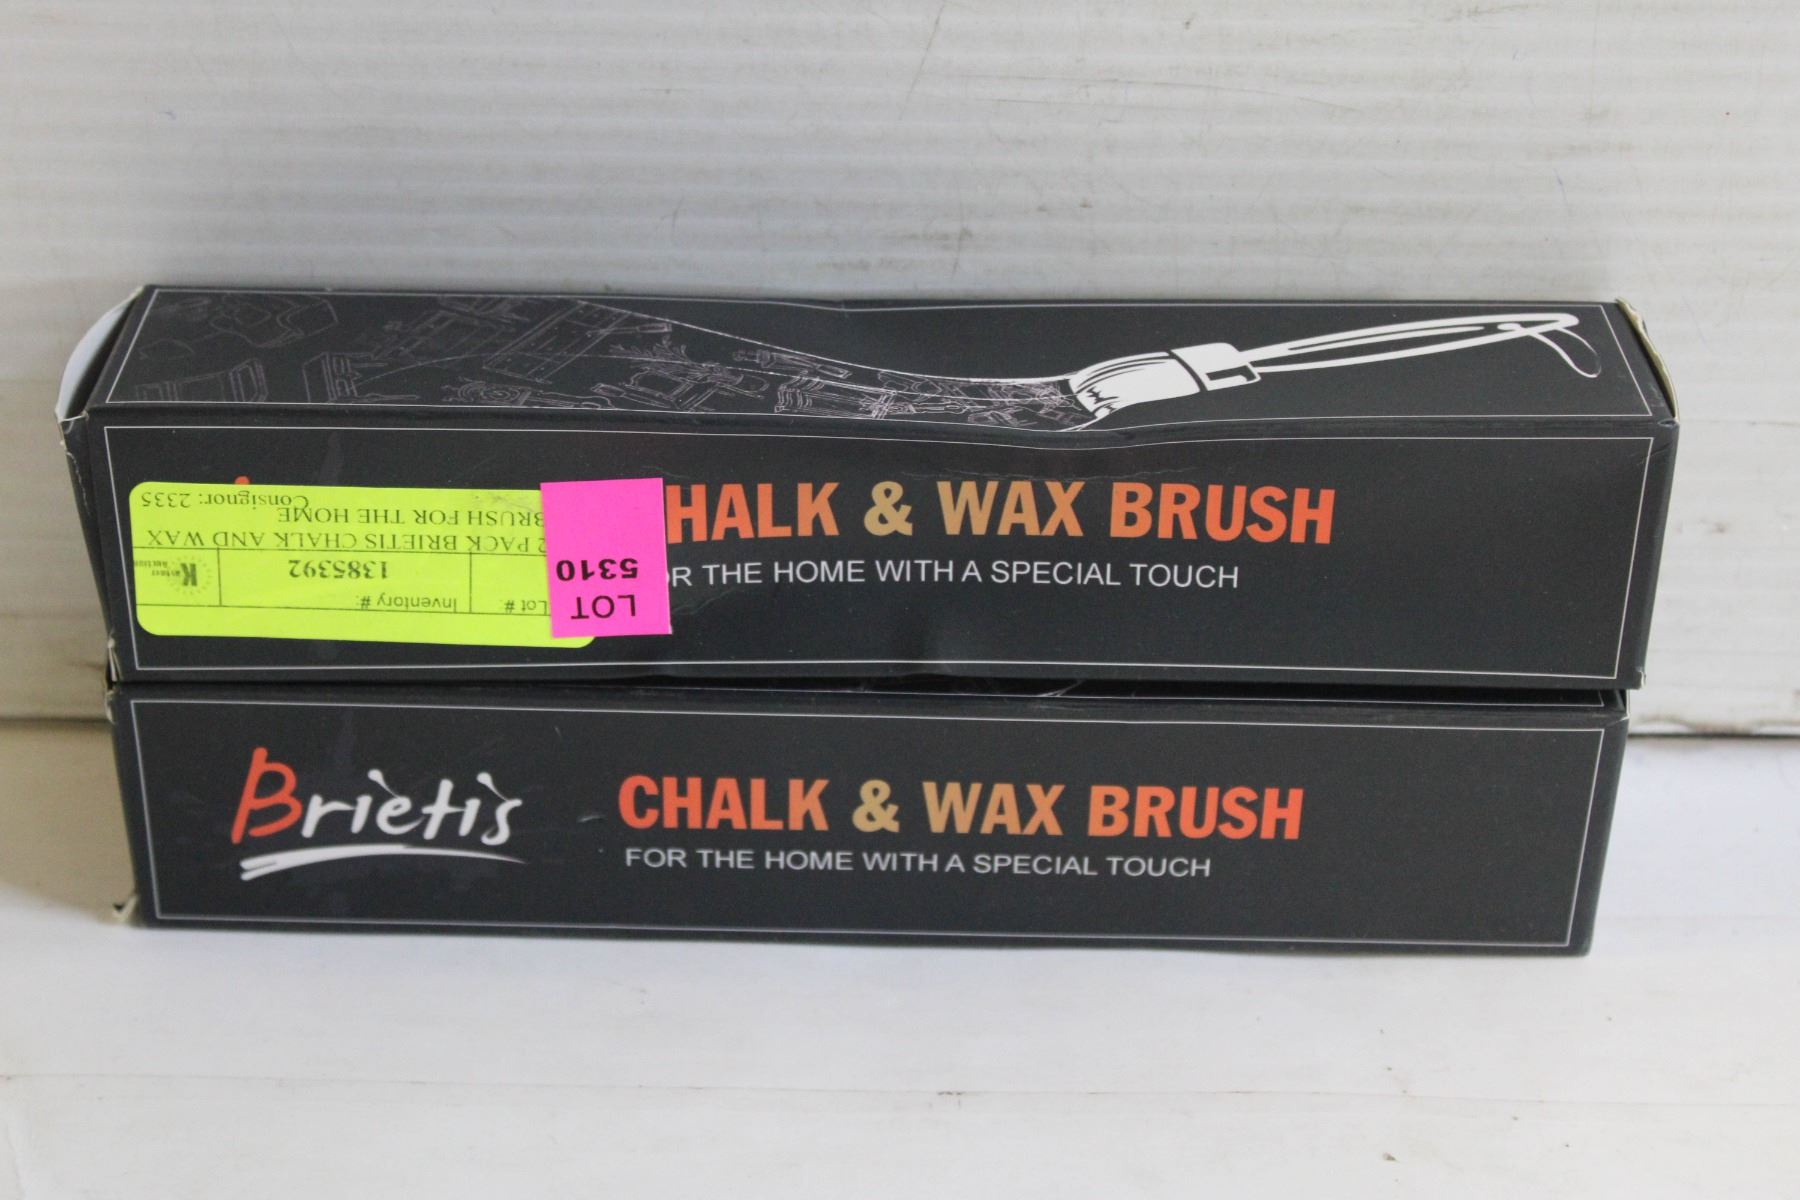 HALK & WAX BRUSH
OR THE HOME WITH A SPECIAL TOUCH
LOT
5310
Lot #:
Inventory #:
1385392
K
2 PACK BRIETIS CHALK AND WAX
BRUSH FOR THE HOME
Consignor: 2335
Brietis
CHALK & WAX BRUSH
FOR THE HOME WITH A SPECIAL TOUCH